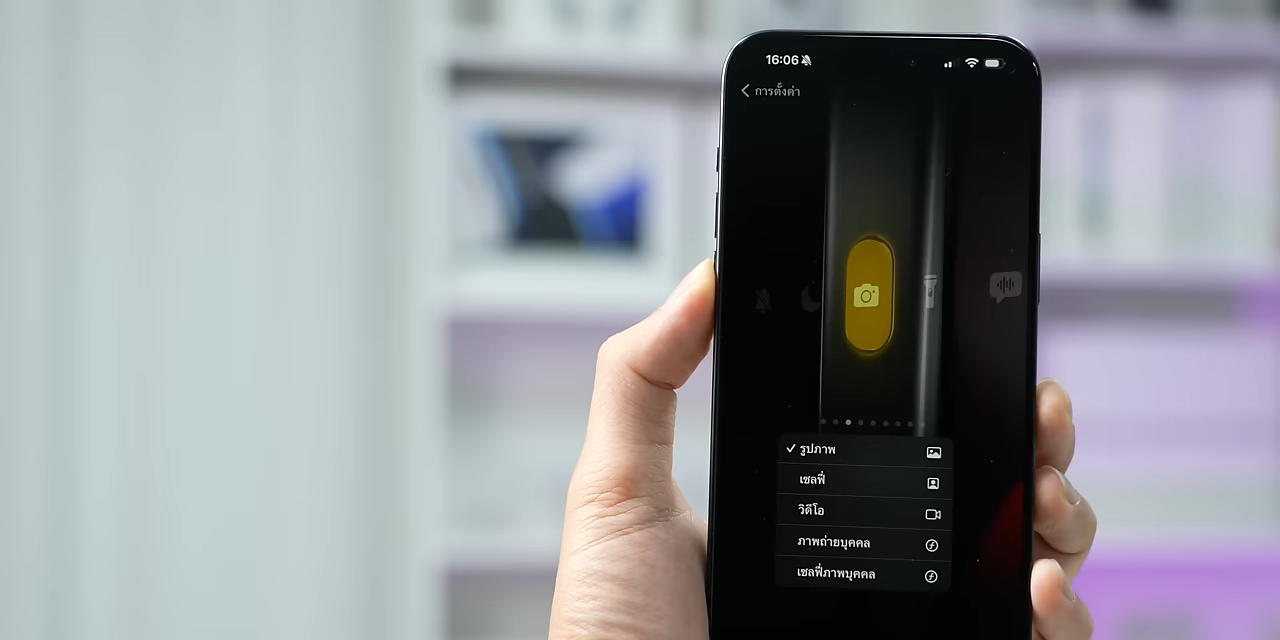 16:06
การตั้งค่า
รูปภาพ
เซลฟี่
วิดีโอ
ภาพถ่ายบุคคล
เซลฟี่ภาพบุคคล